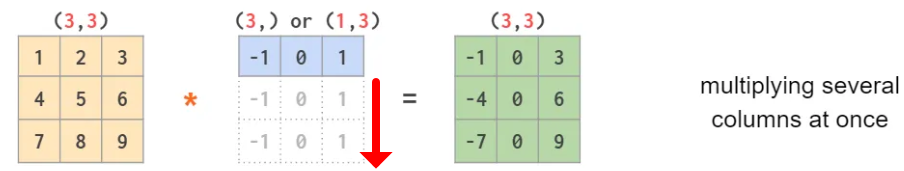 (3,3) (3,) or (1,3) (3,3)
1 2 3 -1 0 1 -1 0 3
4 5 6 * -1 0 1 = -4 0 6
7 8 9 -1 0 1 -7 0 9
multiplying several
columns at once